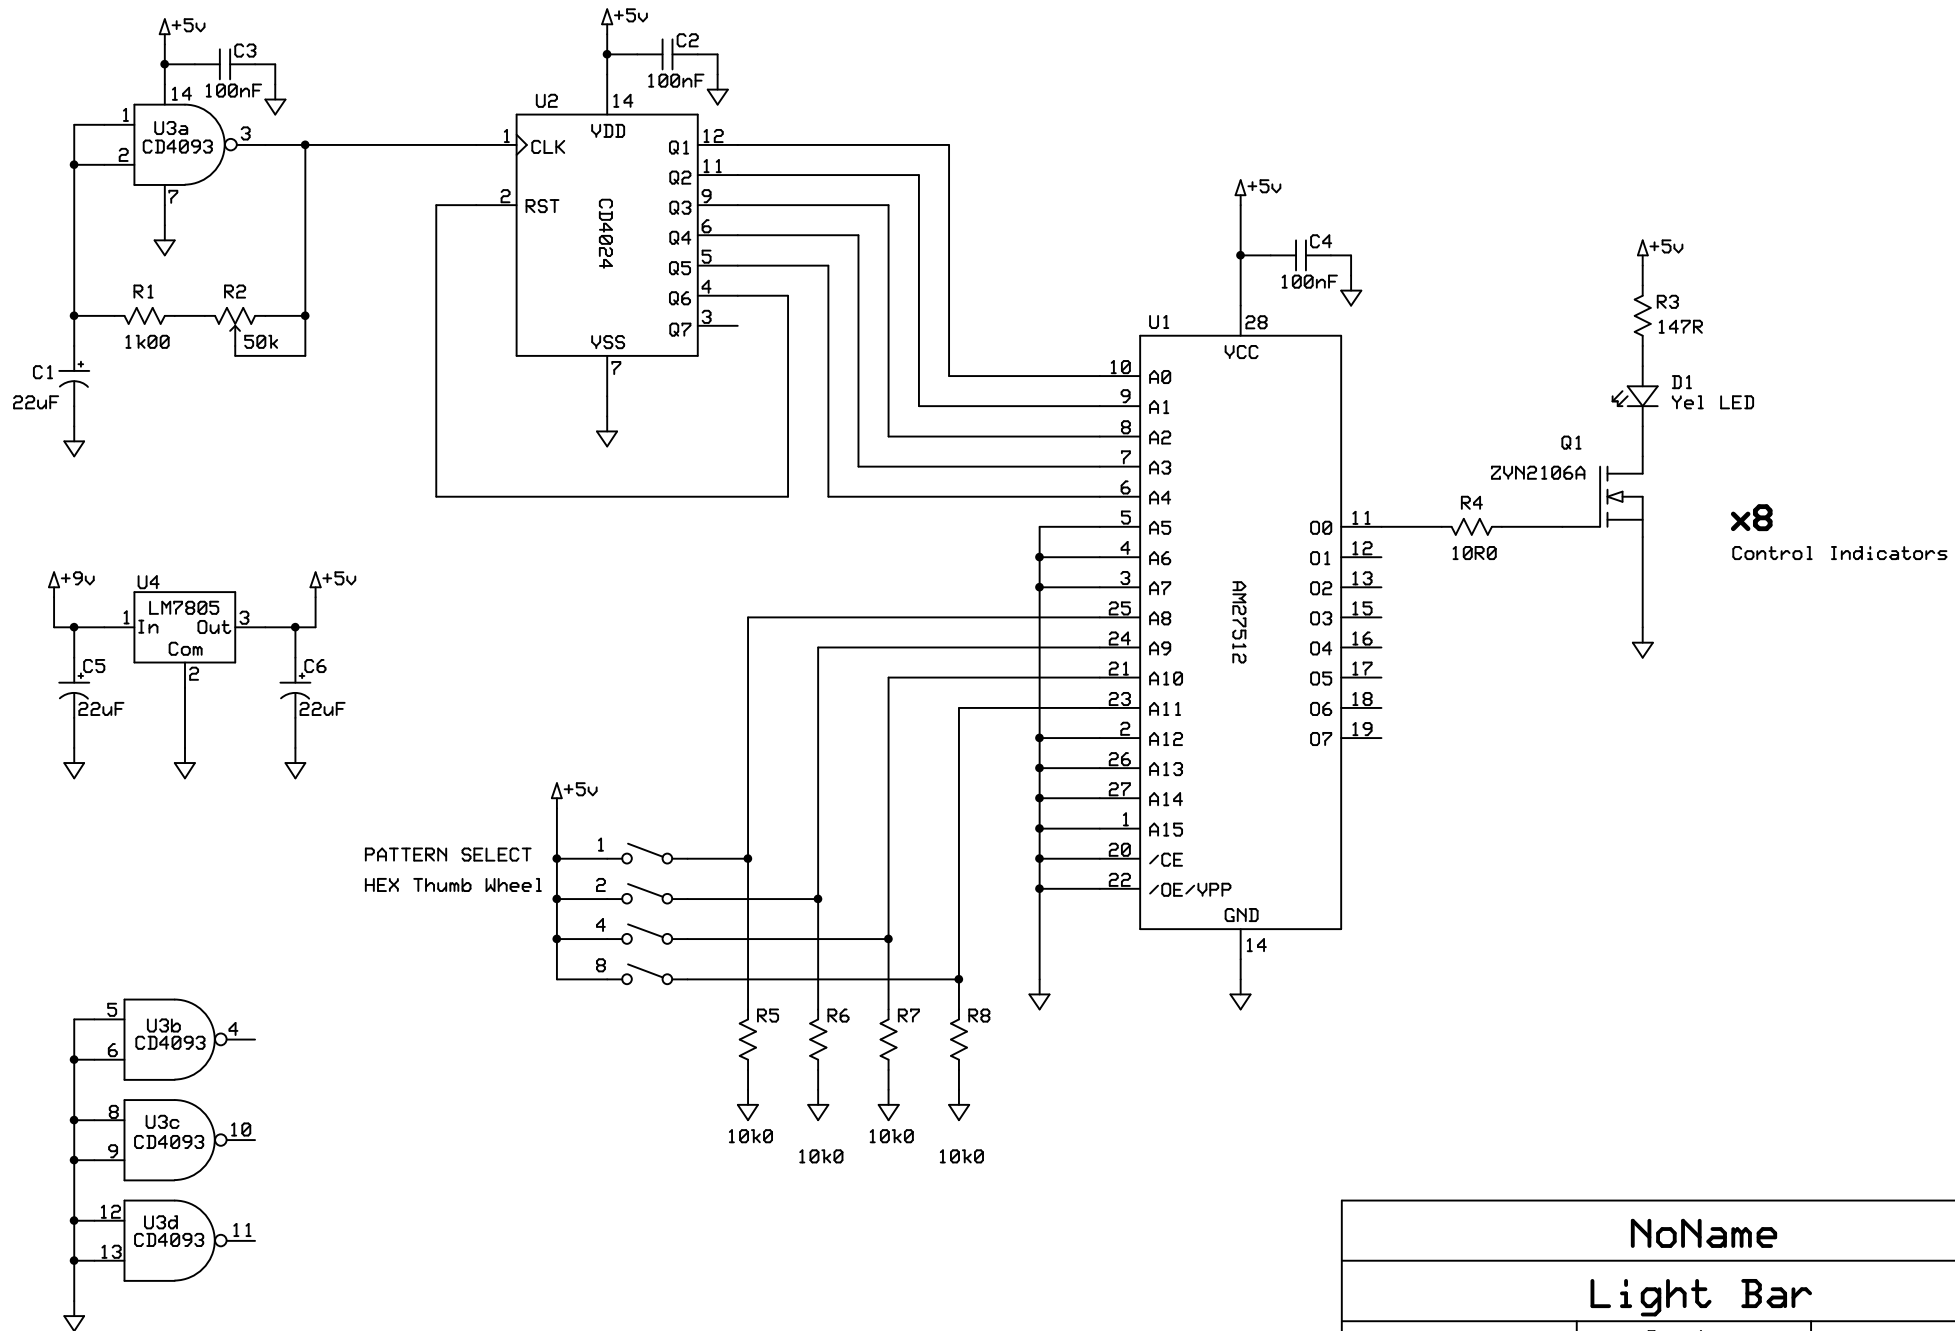 +5v
C3
100nF
14
1
U3a
CD4093
3
2
7
R1
1k00
R2
50k
C1
+
22uF
+5v
C2
100nF
U2
14
VDD
1
CLK
2
RST
CD4024
Q1
12
Q2
11
Q3
9
Q4
6
Q5
5
Q6
4
Q7
3
VSS
7
+5v
C4
100nF
U1
28
VCC
10
A0
9
A1
8
A2
7
A3
6
A4
5
A5
4
A6
3
A7
25
A8
24
A9
21
A10
23
A11
2
A12
26
A13
27
A14
1
A15
20
/CE
22
/OE/VPP
GND
14
AM27512
O0
11
O1
12
O2
13
O3
15
O4
16
O5
17
O6
18
O7
19
+5v
R3
147R
D1
Yel LED
Q1
ZVN2106A
R4
10R0
x8
Control Indicators
+9v
U4
LM7805
1
In
Out
3
Com
2
+5v
C5
+
22uF
C6
+
22uF
+5v
PATTERN SELECT
HEX Thumb Wheel
1
2
4
8
R5
R6
R7
R8
10k0
10k0
10k0
10k0
5
U3b
CD4093
4
6
8
U3c
CD4093
10
9
12
U3d
CD4093
11
13
NoName
Light Bar